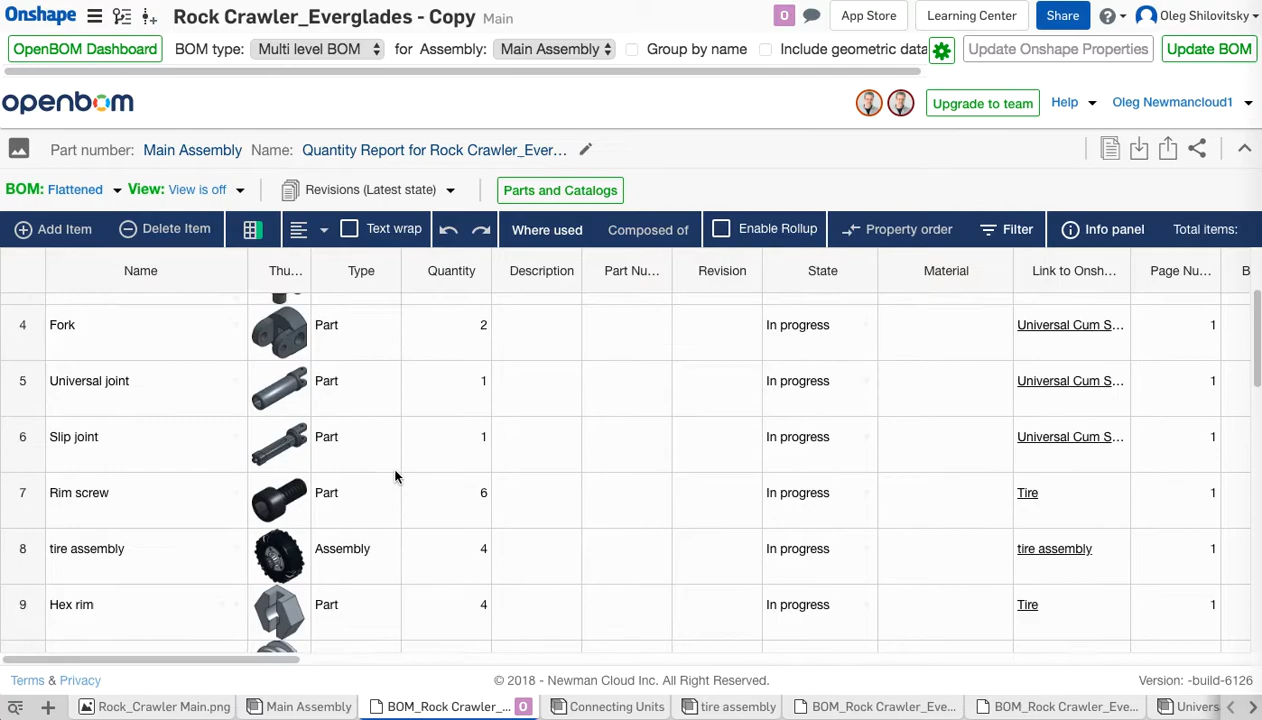 Onshape Rock Crawler_Everglades - Copy Main 0 App Store Learning Center Share ? Oleg Shilovitsky
OpenBOM Dashboard BOM type: Multi level BOM for Assembly: Main Assembly Group by name Include geometric data Update Onshape Properties Update BOM
openbom Upgrade to team Help Oleg Newmancloud1
Part number: Main Assembly Name: Quantity Report for Rock Crawler_Ever...
BOM: Flattened View: View is off Revisions (Latest state) Parts and Catalogs
Add Item Delete Item Text wrap Where used Composed of Enable Rollup Property order Filter Info panel Total items:
Name Thu... Type Quantity Description Part Nu... Revision State Material Link to Onsh... Page Nu... B
4 Fork Part 2 In progress Universal Cum S... 1
5 Universal joint Part 1 In progress Universal Cum S... 1
6 Slip joint Part 1 In progress Universal Cum S... 1
7 Rim screw Part 6 In progress Tire 1
8 tire assembly Assembly 4 In progress tire assembly 1
9 Hex rim Part 4 In progress Tire 1
Terms & Privacy © 2018 - Newman Cloud Inc. All Right Reserved. Version: -build-6126
Rock_Crawler Main.png Main Assembly BOM_Rock Crawler_... 0 Connecting Units tire assembly BOM_Rock Crawler_Eve... BOM_Rock Crawler_Eve... Univers